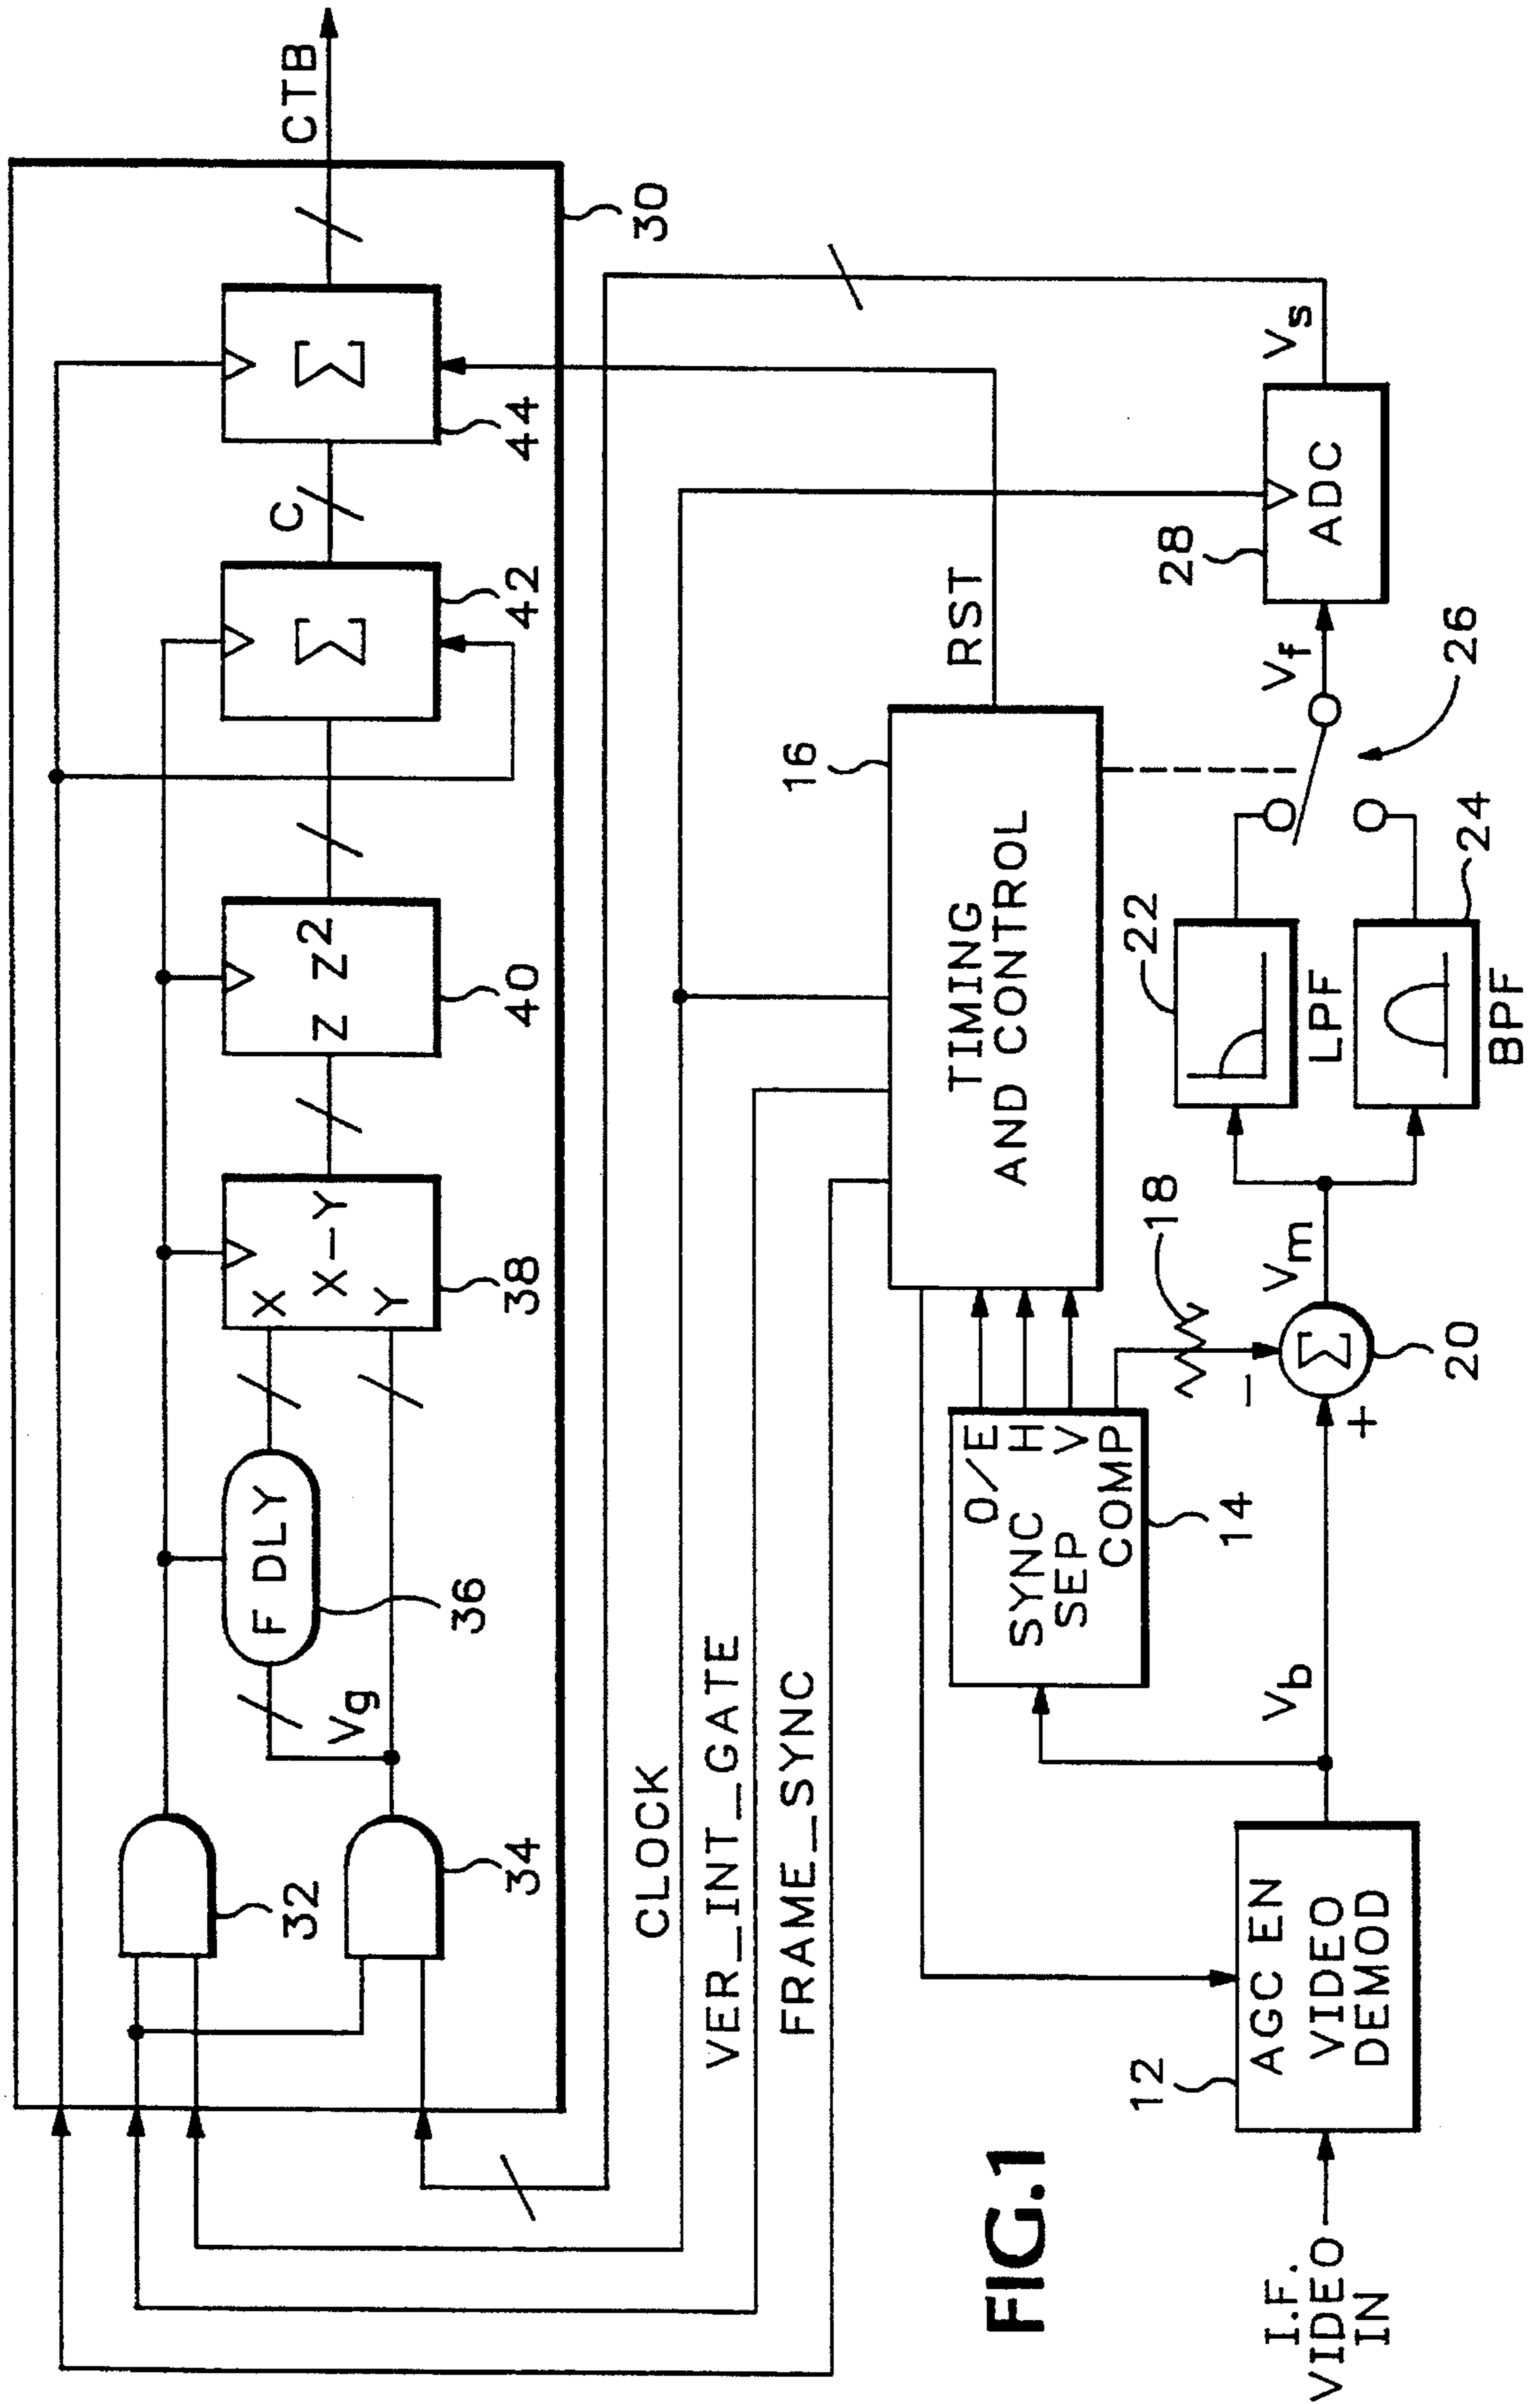 CTB
30
Σ
44
C
Σ
42
Z Z2
40
X
X-Y
Y
38
F DLY
36
Vg
32
34
CLOCK
VER_INT_GATE
FRAME_SYNC
RST
16
TIMING
AND CONTROL
O/E
H
V
COMP
SYNC
SEP
14
18
-
+
Σ
20
Vm
22
LPF
24
BPF
26
Vf
28
ADC
Vs
Vb
12
AGC EN
VIDEO
DEMOD
I.F.
VIDEO
IN
FIG.1